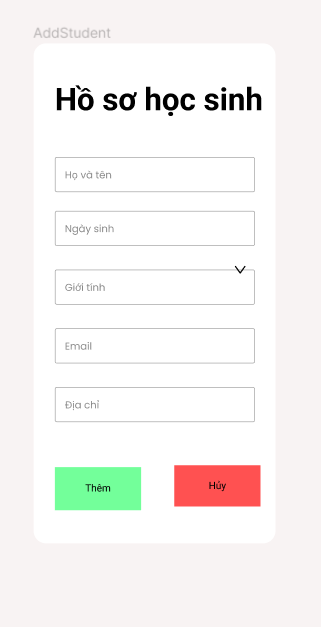 AddStudent
Hồ sơ học sinh
Họ và tên
Ngày sinh
Giới tính
Email
Địa chỉ
Thêm
Hủy